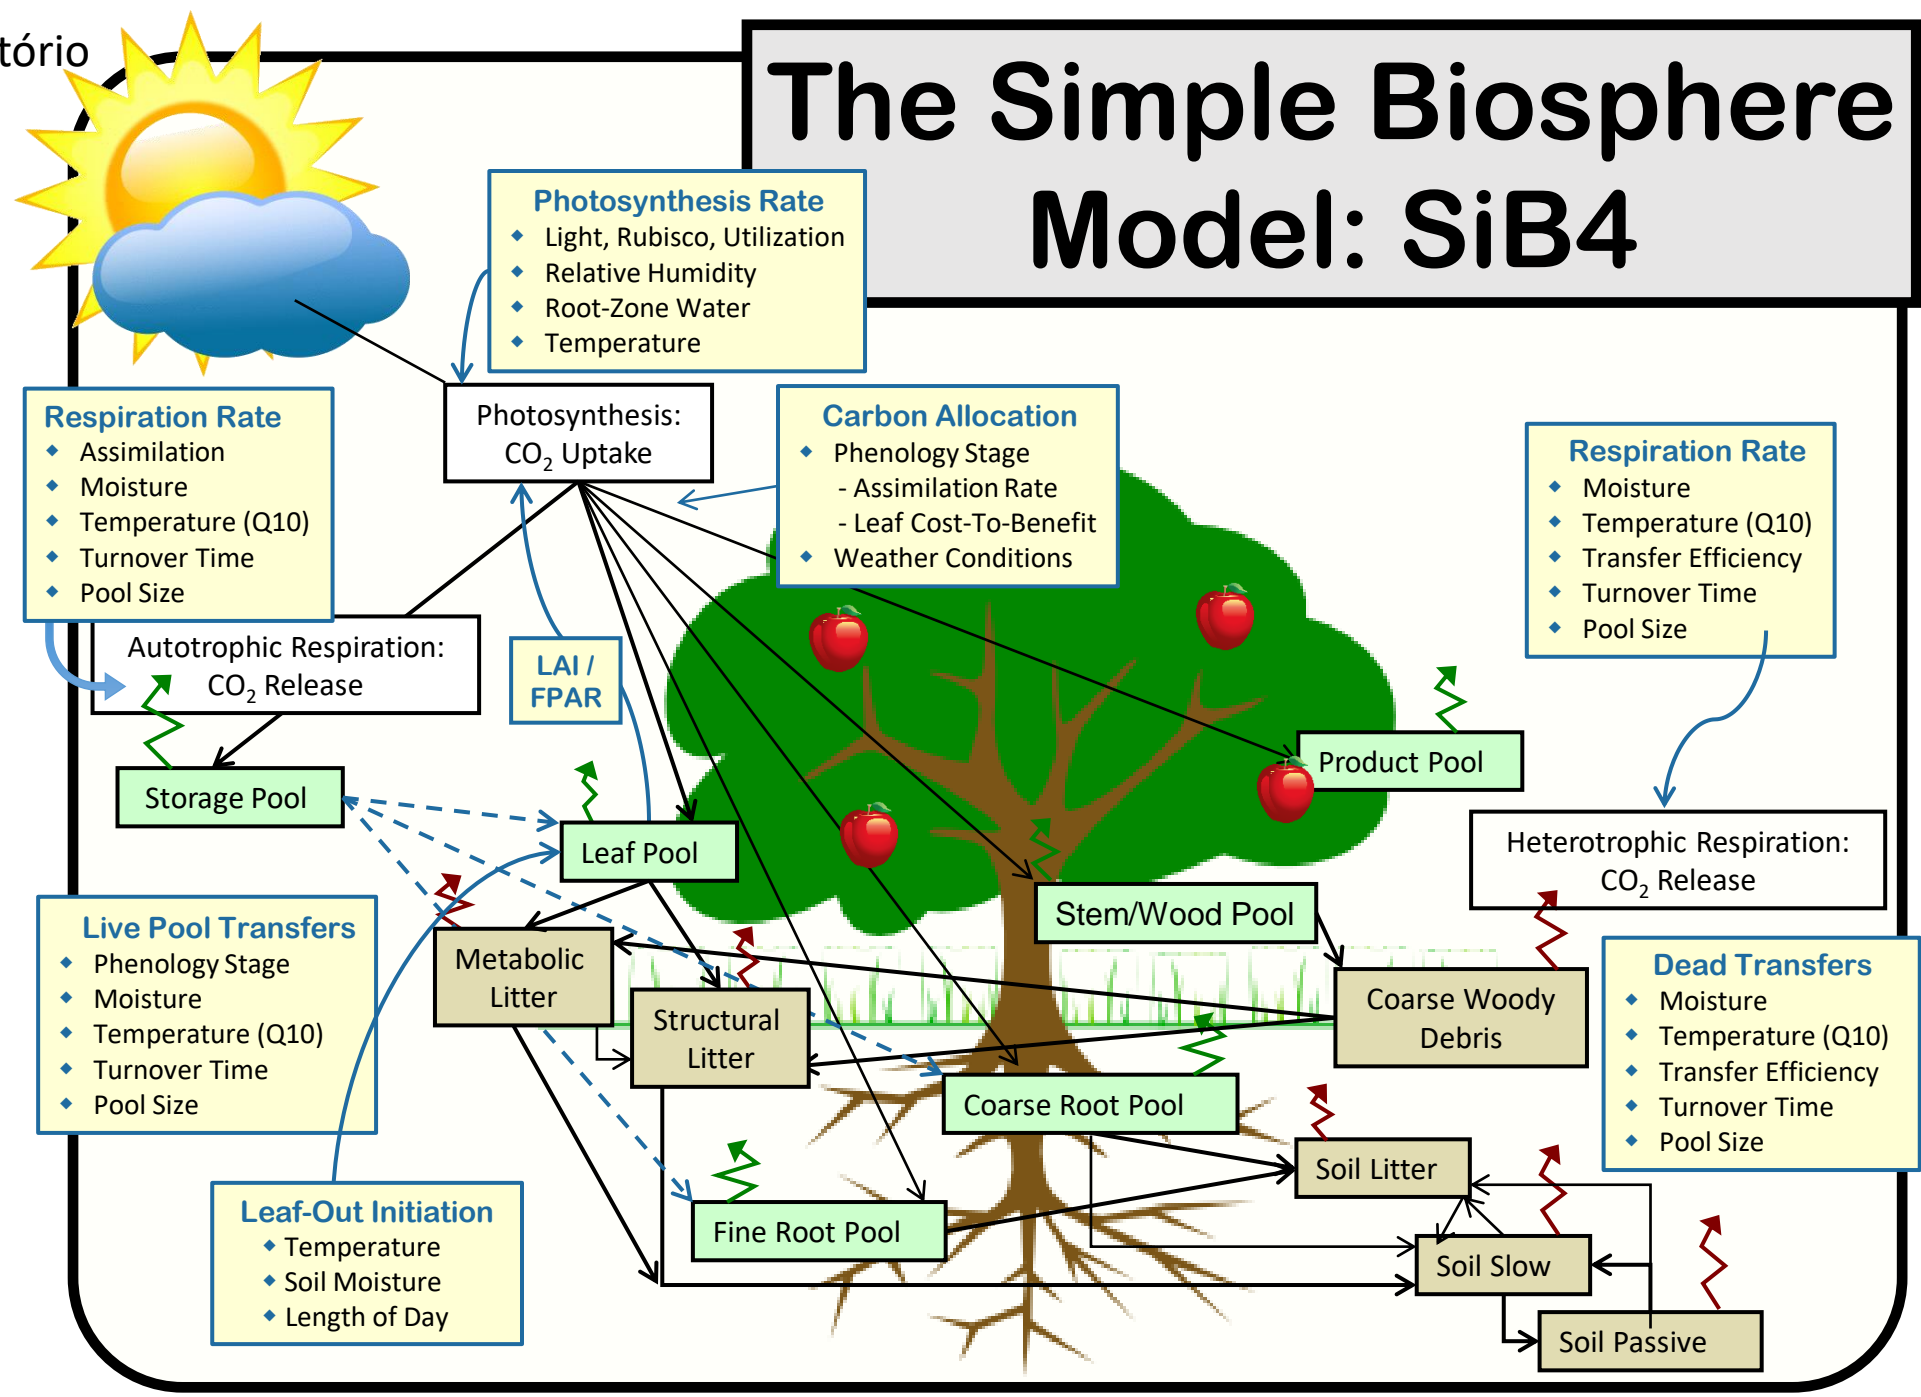 tório
The Simple Biosphere
Model: SiB4
Photosynthesis Rate
Light, Rubisco, Utilization
Relative Humidity
Root-Zone Water
Temperature
Respiration Rate
Assimilation
Moisture
Temperature (Q10)
Turnover Time
Pool Size
Photosynthesis:
CO₂ Uptake
Carbon Allocation
Phenology Stage
- Assimilation Rate
- Leaf Cost-To-Benefit
Weather Conditions
Respiration Rate
Moisture
Temperature (Q10)
Transfer Efficiency
Turnover Time
Pool Size
Autotrophic Respiration:
CO₂ Release
LAI /
FPAR
Product Pool
Storage Pool
Leaf Pool
Heterotrophic Respiration:
CO₂ Release
Stem/Wood Pool
Live Pool Transfers
Phenology Stage
Moisture
Temperature (Q10)
Turnover Time
Pool Size
Metabolic
Litter
Structural
Litter
Coarse Woody
Debris
Dead Transfers
Moisture
Temperature (Q10)
Transfer Efficiency
Turnover Time
Pool Size
Coarse Root Pool
Soil Litter
Leaf-Out Initiation
Temperature
Soil Moisture
Length of Day
Fine Root Pool
Soil Slow
Soil Passive